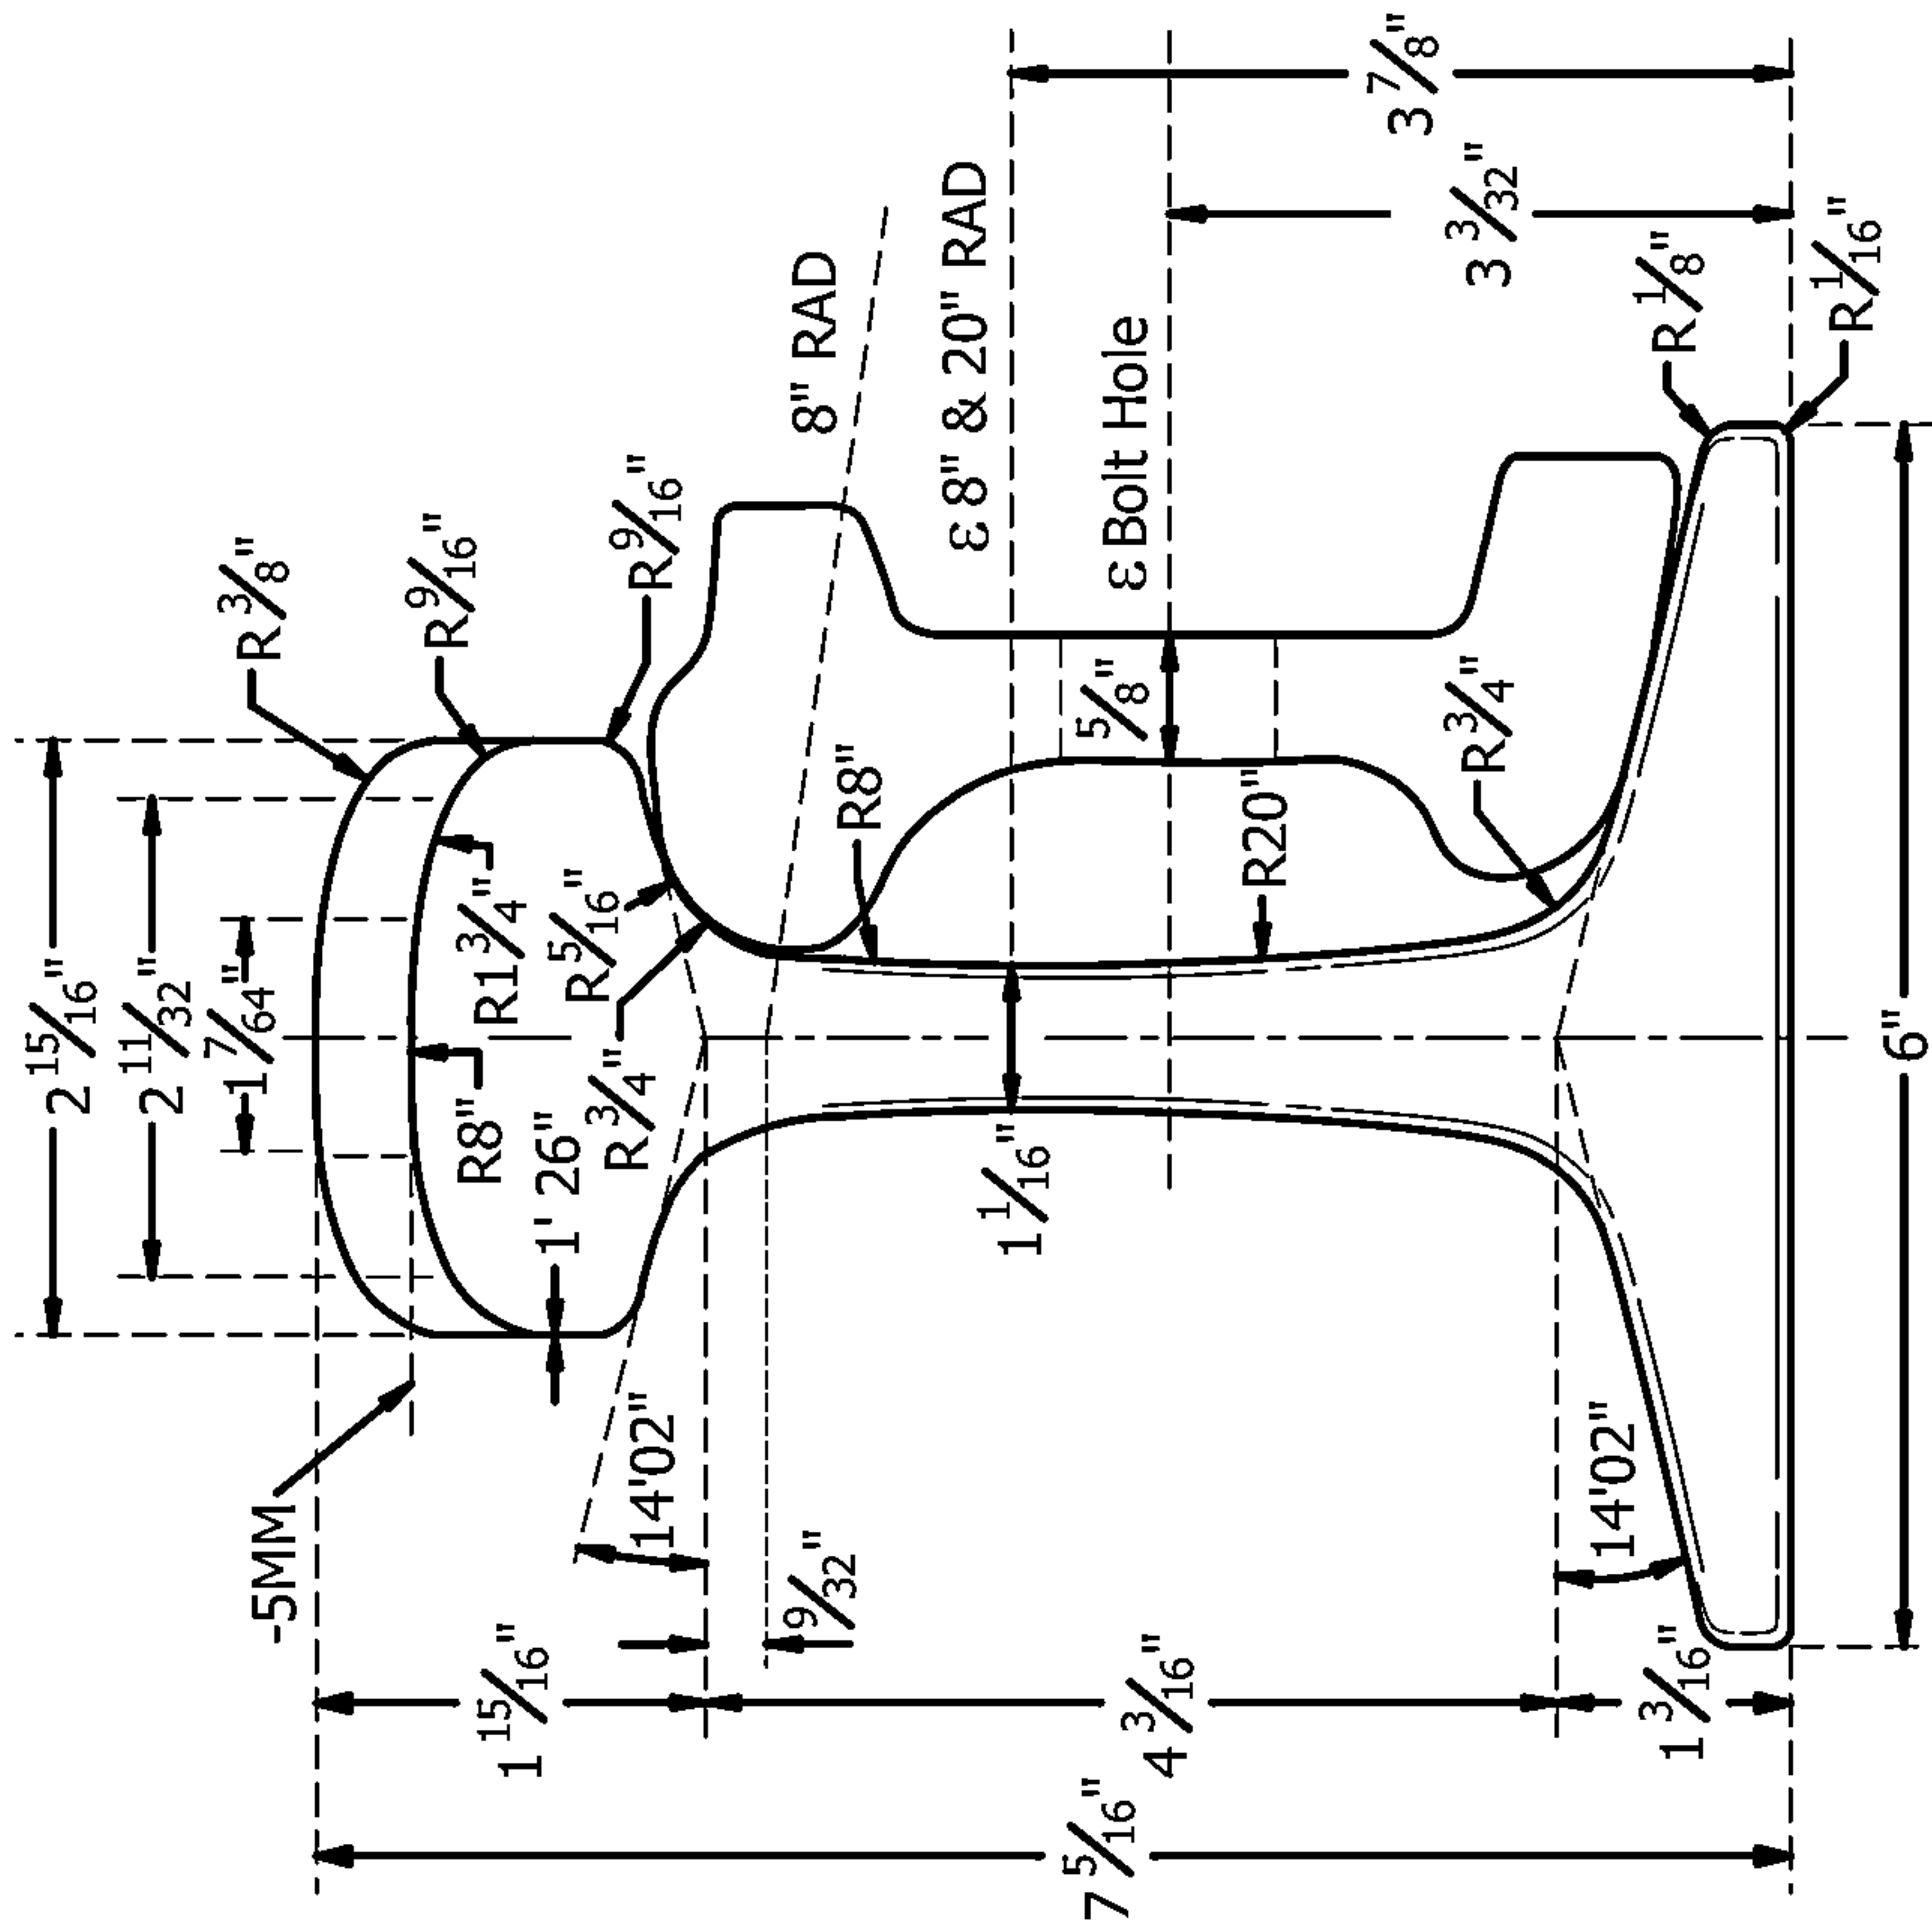 2 15/16"
2 11/32"
1 7/64"
R 3/8"
R 9/16"
R 9/16"
R1 3/4"
R8"
R 5/16"
R 3/4"
1' 26"
-5MM
14'02"
9/32"
1 15/16"
4 3/16"
1 3/16"
7 5/16"
8" RAD
ε 8" & 20" RAD
ε Bolt Hole
R8"
5/8"
R20"
R 3/4"
1 1/16"
14'02"
3 7/8"
3 3/32"
R 1/8"
R 1/16"
6"